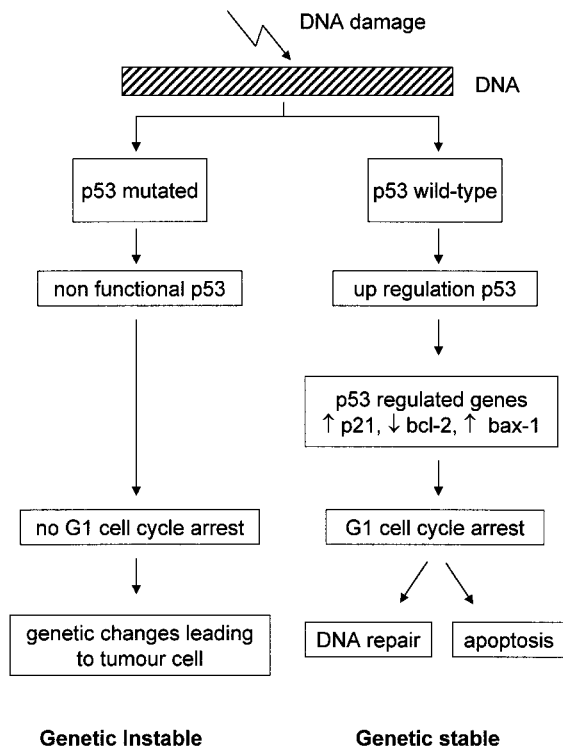 DNA damage
DNA
p53 mutated
p53 wild-type
non functional p53
up regulation p53
p53 regulated genes
↑ p21, ↓ bcl-2, ↑ bax-1
no G1 cell cycle arrest
G1 cell cycle arrest
genetic changes leading
to tumour cell
DNA repair
apoptosis
Genetic Instable
Genetic stable